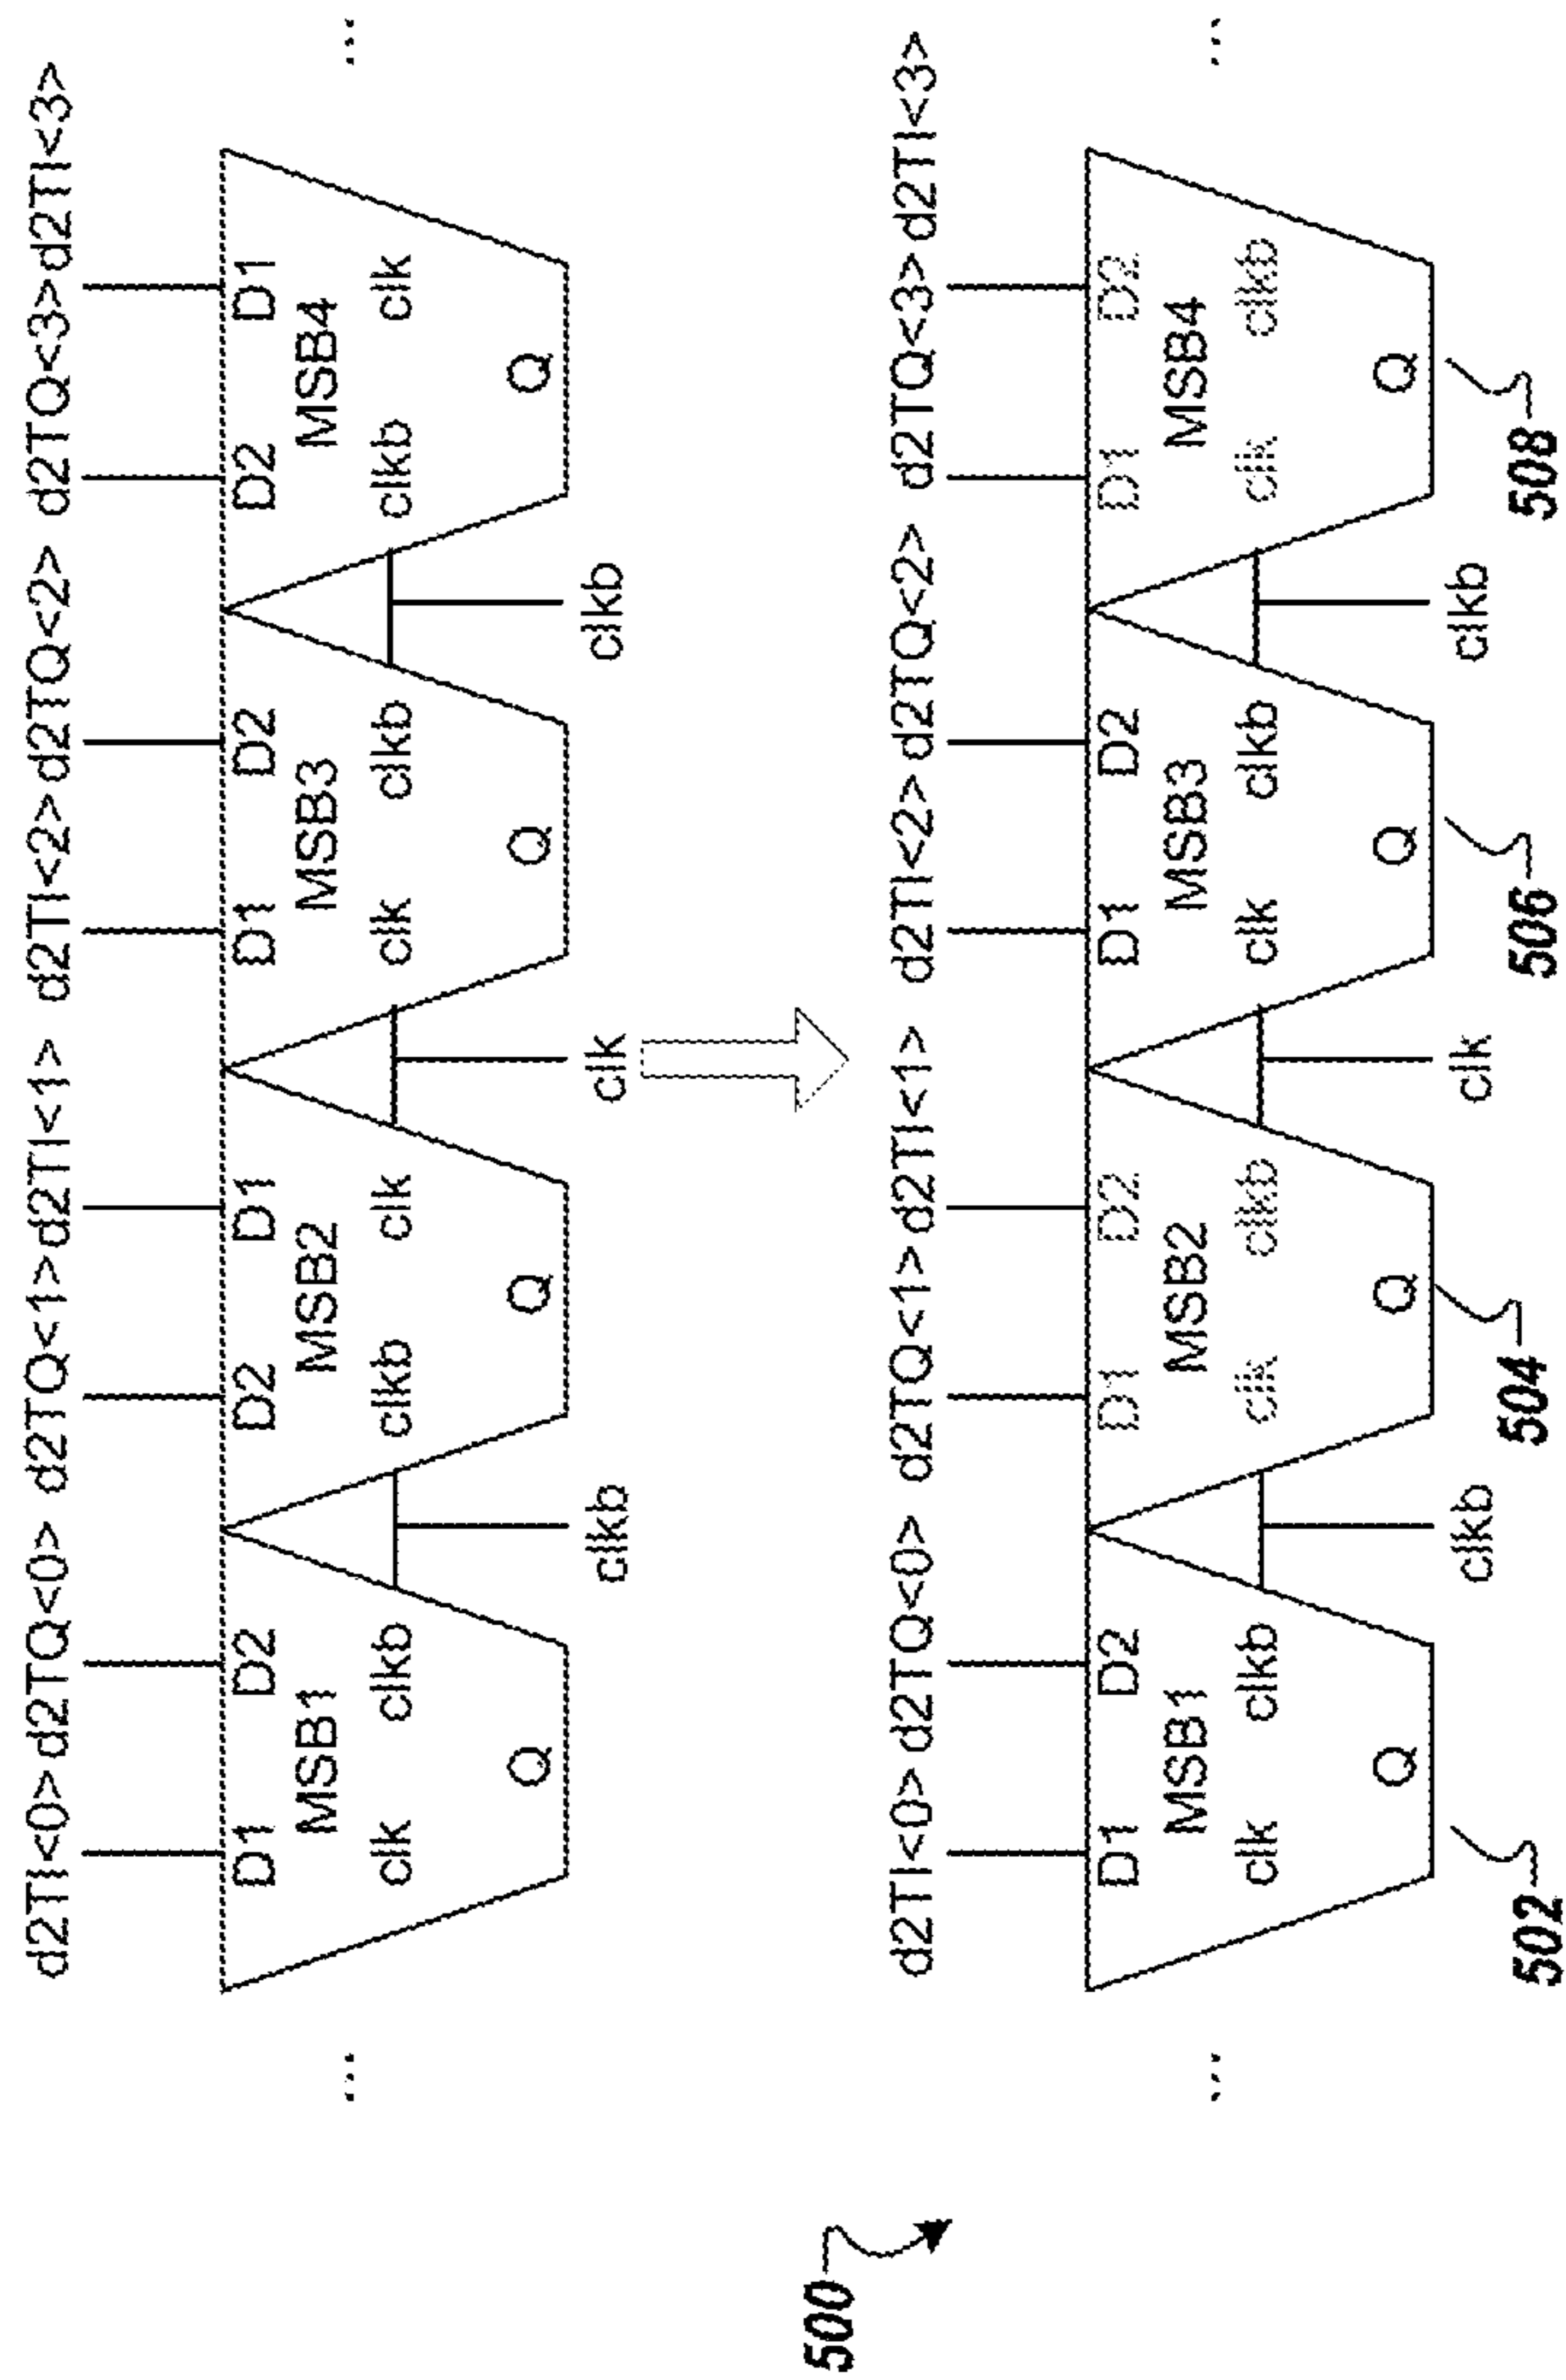 d2TI<0>d2TQ<0> d2TQ<1>d2TI<1> d2TI<2>d2TQ<2> d2TQ<3>d2TI<3>
D1 D2 D2 D1 D1 D2 D2 D1
... MSB1 MSB2 MSB3 MSB4 ...
clk clkb clkb clk clk clkb clkb clk
Q Q Q Q
clkb clk clkb
500
d2TI<0>d2TQ<0> d2TQ<1>d2TI<1> d2TI<2>d2TQ<2> d2TQ<3>d2TI<3>
D1 D2 D1 D2 D1 D2 D1 D2
... MSB1 MSB2 MSB3 MSB4 ...
clk clkb clk clkb clk clkb clk clkb
Q Q Q Q
clkb clk clkb
502 504 506 508